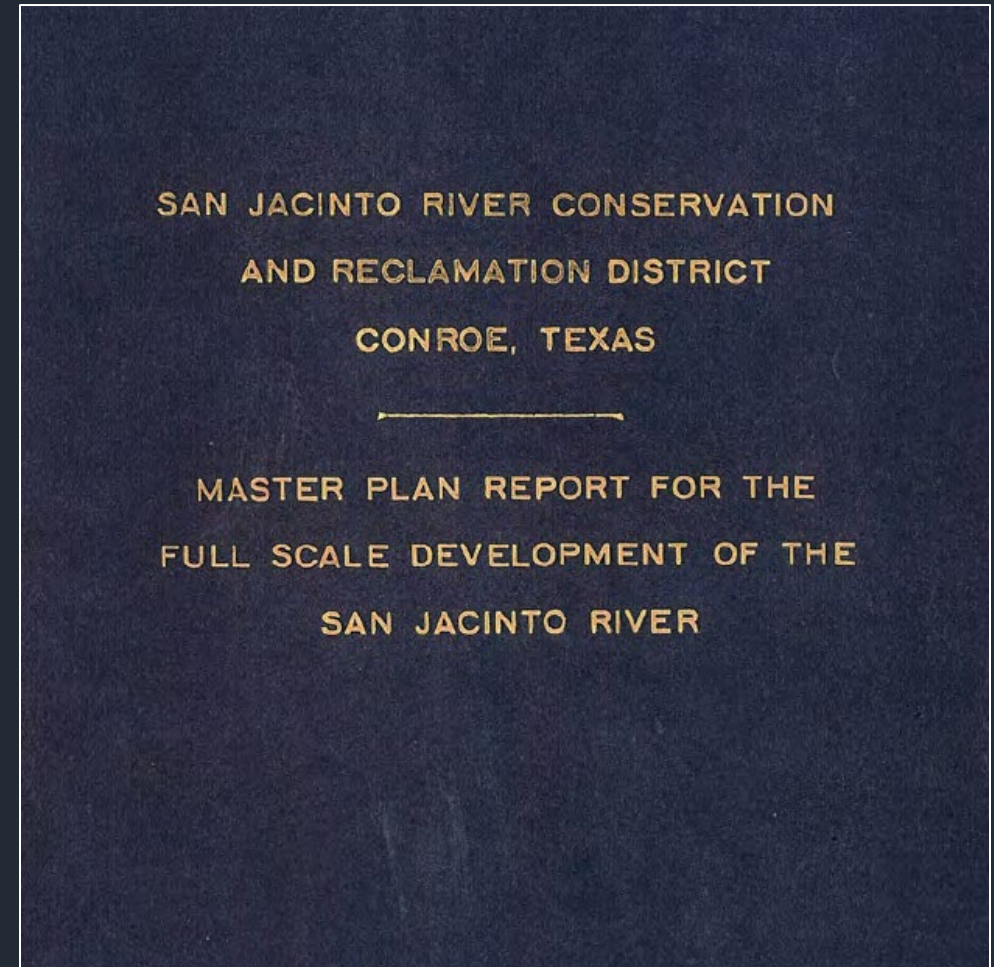 SAN JACINTO RIVER CONSERVATION
AND RECLAMATION DISTRICT
CONROE, TEXAS
MASTER PLAN REPORT FOR THE
FULL SCALE DEVELOPMENT OF THE
SAN JACINTO RIVER